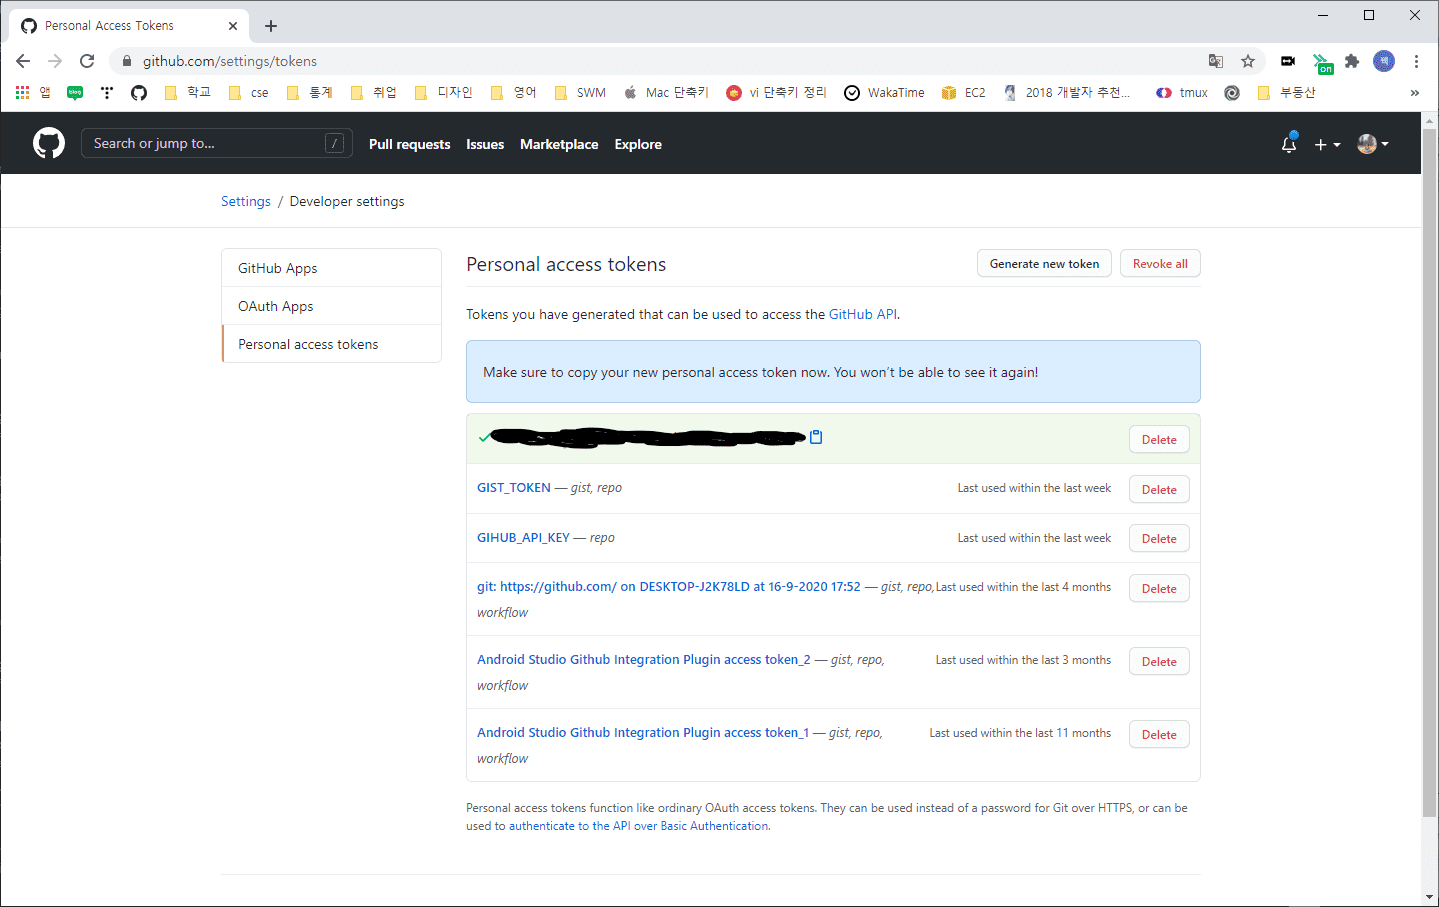 Personal Access Tokens
github.com/settings/tokens
앱 blog 학교 cse 통계 취업 디자인 영어 SWM Mac 단축키 vi 단축키 정리 WakaTime EC2 2018 개발자 추천... tmux 부동산 »
on
Search or jump to... / Pull requests Issues Marketplace Explore
Settings / Developer settings
GitHub Apps
OAuth Apps
Personal access tokens
Personal access tokens Generate new token Revoke all
Tokens you have generated that can be used to access the GitHub API.
Make sure to copy your new personal access token now. You won't be able to see it again!
Delete
GIST_TOKEN — gist, repo Last used within the last week Delete
GIHUB_API_KEY — repo Last used within the last week Delete
git: https://github.com/ on DESKTOP-J2K78LD at 16-9-2020 17:52 — gist, repo, Last used within the last 4 months Delete
workflow
Android Studio Github Integration Plugin access token_2 — gist, repo, Last used within the last 3 months Delete
workflow
Android Studio Github Integration Plugin access token_1 — gist, repo, Last used within the last 11 months Delete
workflow
Personal access tokens function like ordinary OAuth access tokens. They can be used instead of a password for Git over HTTPS, or can be
used to authenticate to the API over Basic Authentication.